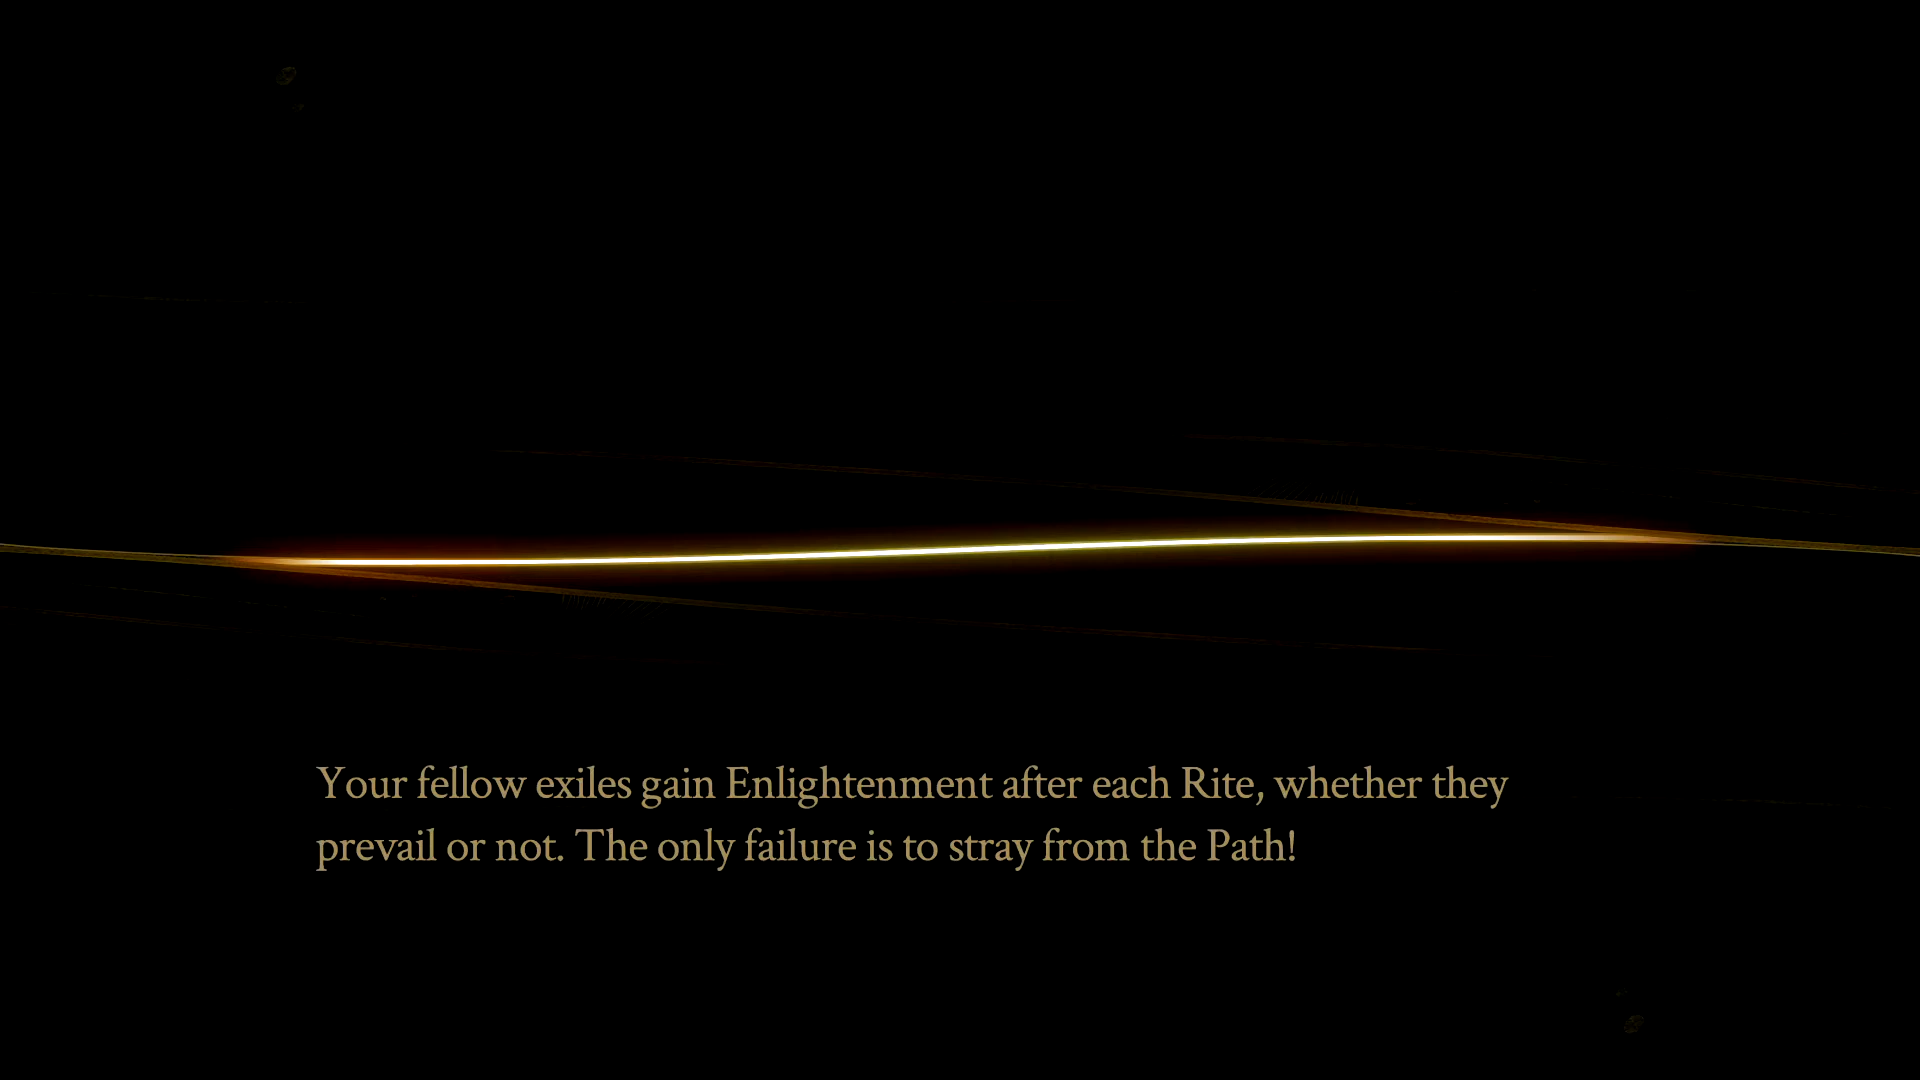 Your fellow exiles gain Enlightenment after each Rite, whether they
prevail or not. The only failure is to stray from the Path!